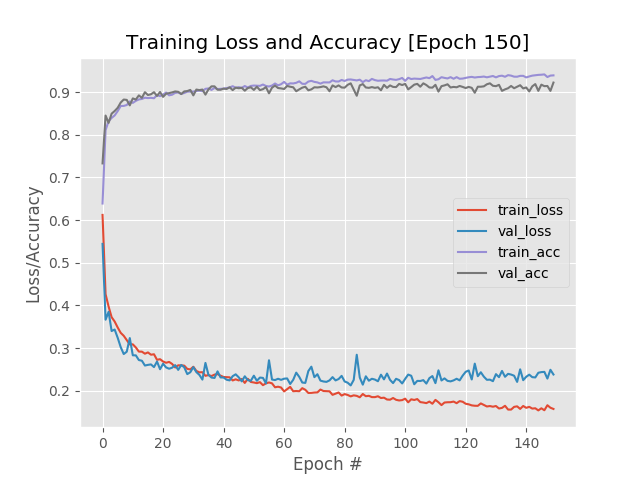 Training Loss and Accuracy [Epoch 150]
Loss/Accuracy
0.9
0.8
0.7
0.6
0.5
0.4
0.3
0.2
train_loss
val_loss
train_acc
val_acc
0 20 40 60 80 100 120 140
Epoch #